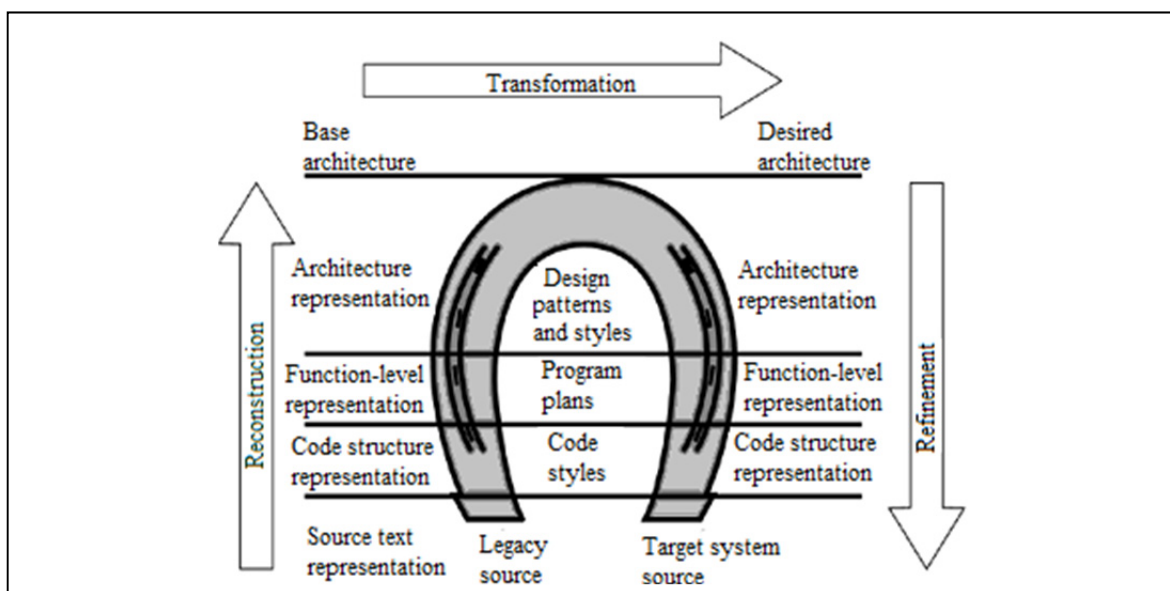 Transformation
Base
architecture
Desired
architecture
Reconstruction
Architecture
representation
Design
patterns
and styles
Architecture
representation
Refinement
Function-level
representation
Program
plans
Function-level
representation
Code structure
representation
Code
styles
Code structure
representation
Source text
representation
Legacy
source
Target system
source